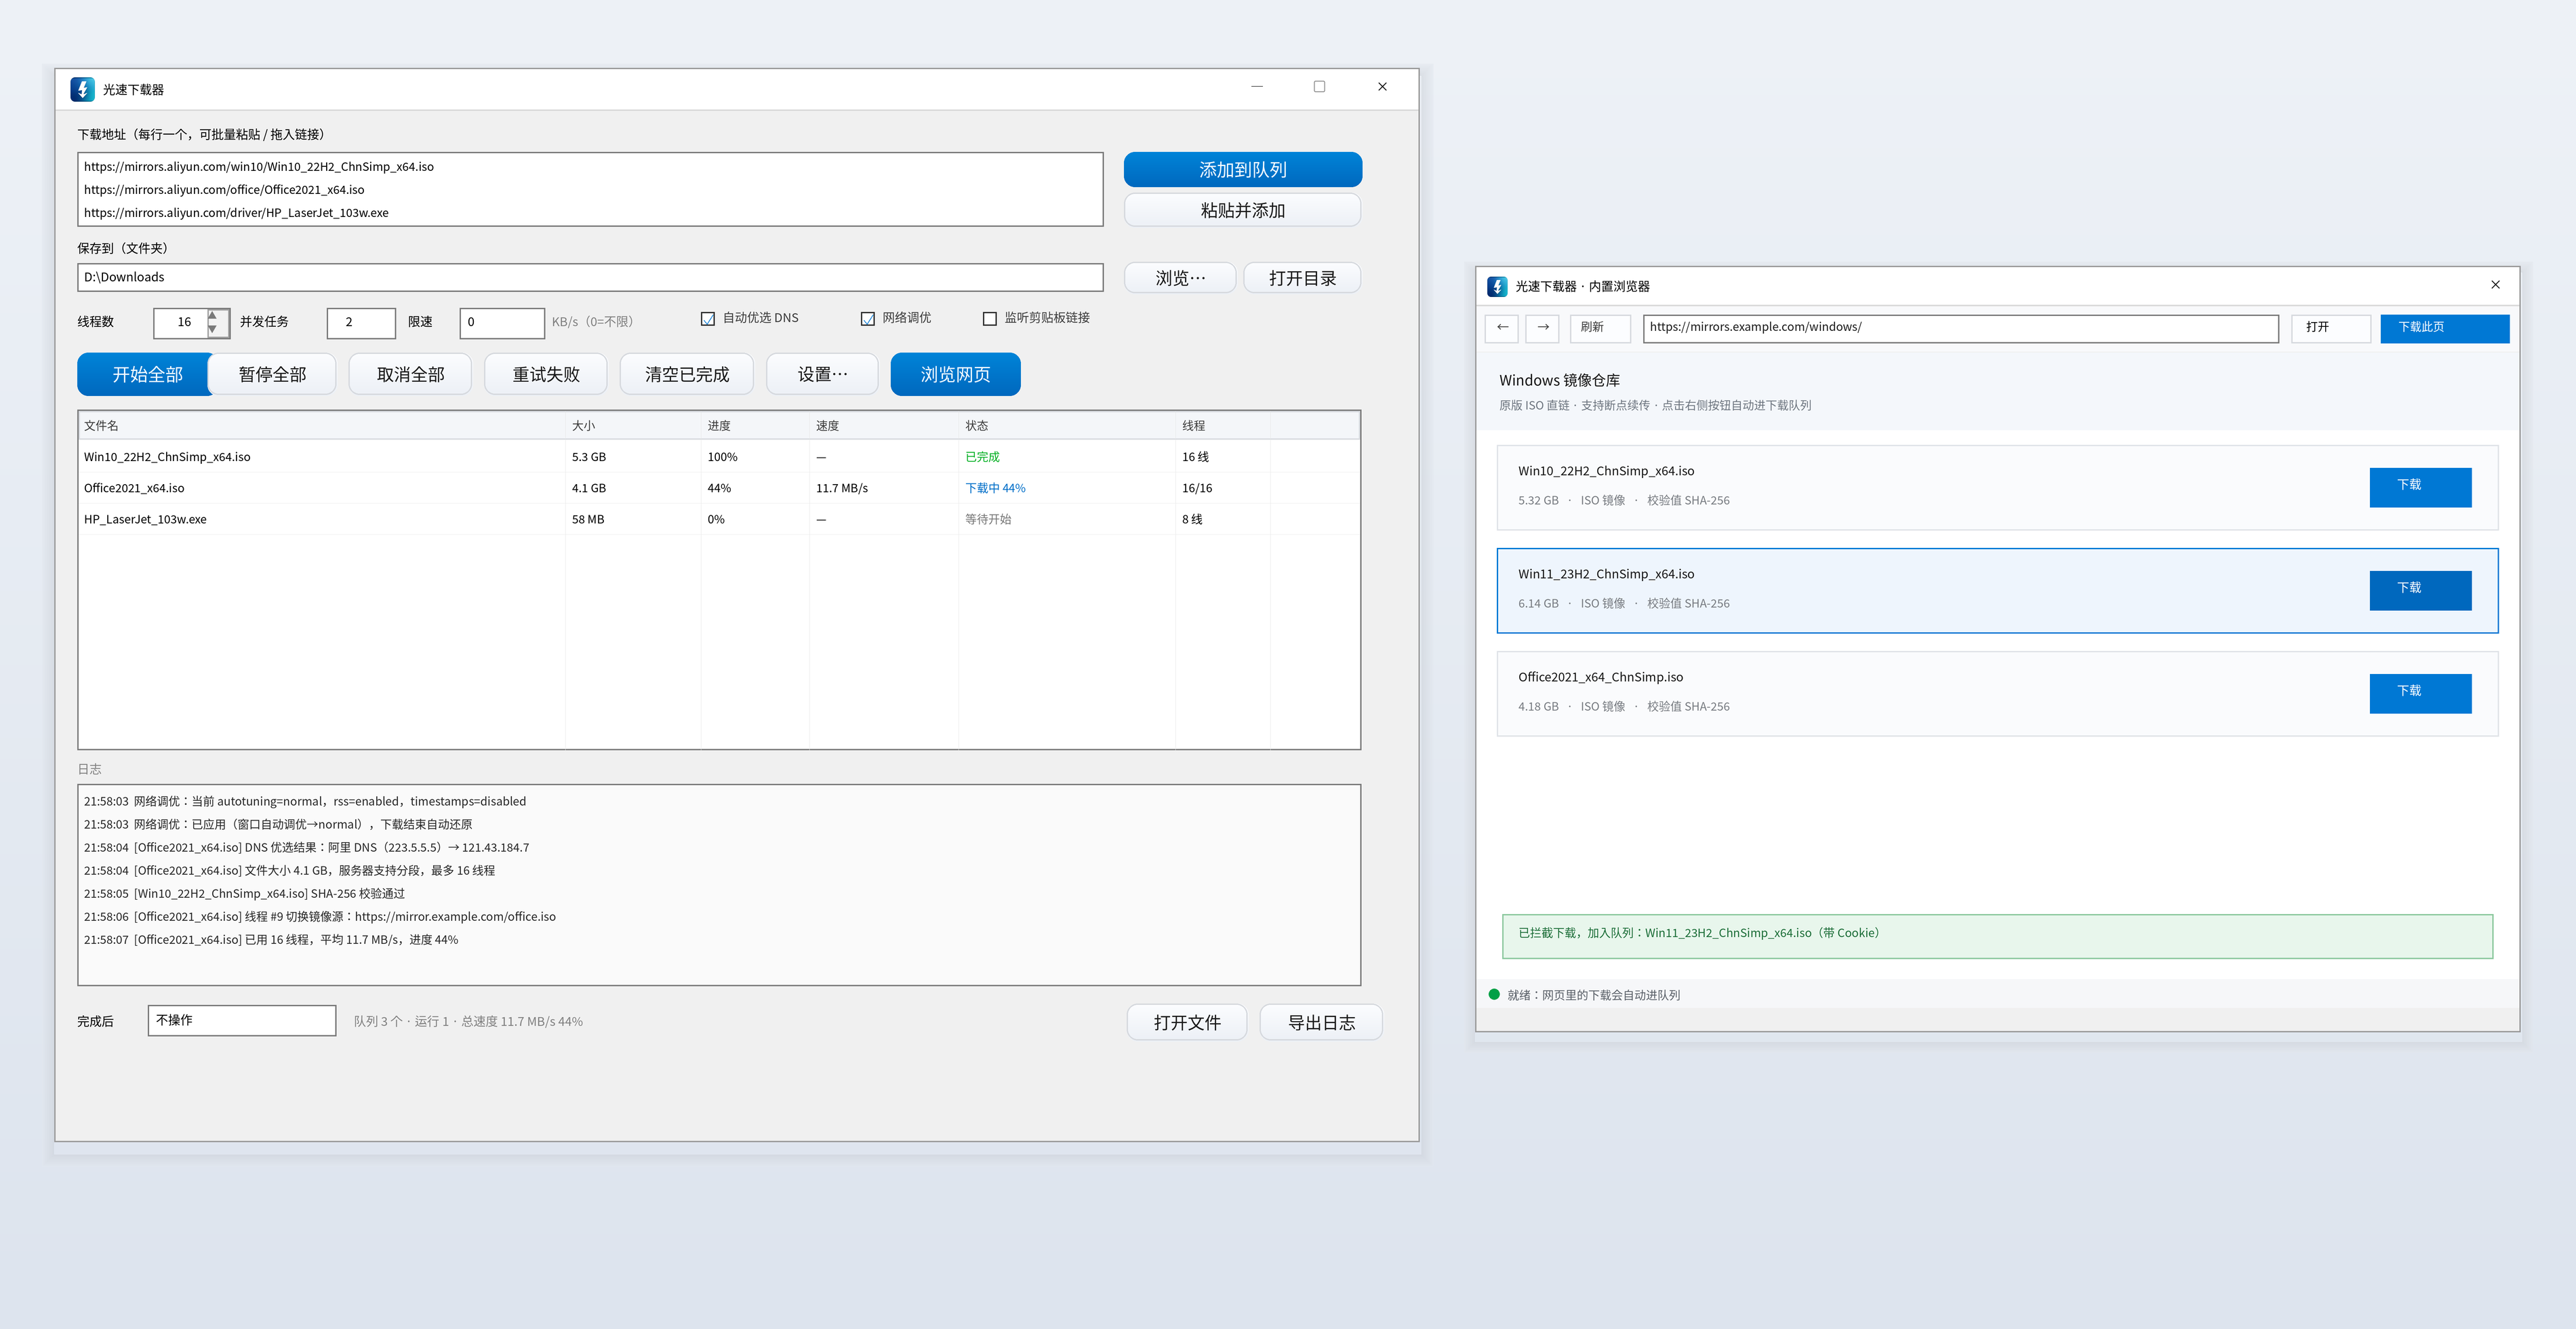 光速下载器
下载地址（每行一个，可批量粘贴 / 拖入链接）
https://mirrors.aliyun.com/win10/Win10_22H2_ChnSimp_x64.iso
https://mirrors.aliyun.com/office/Office2021_x64.iso
https://mirrors.aliyun.com/driver/HP_LaserJet_103w.exe
添加到队列
粘贴并添加
保存到（文件夹）
D:\Downloads
浏览…
打开目录
线程数 16 并发任务 2 限速 0 KB/s（0=不限） 自动优选 DNS 网络调优 监听剪贴板链接
开始全部 暂停全部 取消全部 重试失败 清空已完成 设置… 浏览网页
文件名 大小 进度 速度 状态 线程
Win10_22H2_ChnSimp_x64.iso 5.3 GB 100% — 已完成 16 线
Office2021_x64.iso 4.1 GB 44% 11.7 MB/s 下载中 44% 16/16
HP_LaserJet_103w.exe 58 MB 0% — 等待开始 8 线
日志
21:58:03 网络调优：当前 autotuning=normal，rss=enabled，timestamps=disabled
21:58:03 网络调优：已应用（窗口自动调优→normal），下载结束自动还原
21:58:04 [Office2021_x64.iso] DNS 优选结果：阿里 DNS（223.5.5.5）→ 121.43.184.7
21:58:04 [Office2021_x64.iso] 文件大小 4.1 GB，服务器支持分段，最多 16 线程
21:58:05 [Win10_22H2_ChnSimp_x64.iso] SHA-256 校验通过
21:58:06 [Office2021_x64.iso] 线程 #9 切换镜像源：https://mirror.example.com/office.iso
21:58:07 [Office2021_x64.iso] 已用 16 线程，平均 11.7 MB/s，进度 44%
完成后 不操作 队列 3 个 · 运行 1 · 总速度 11.7 MB/s 44% 打开文件 导出日志
光速下载器 · 内置浏览器
← → 刷新 https://mirrors.example.com/windows/ 打开 下载此页
Windows 镜像仓库
原版 ISO 直链 · 支持断点续传 · 点击右侧按钮自动进下载队列
Win10_22H2_ChnSimp_x64.iso
5.32 GB · ISO 镜像 · 校验值 SHA-256
下载
Win11_23H2_ChnSimp_x64.iso
6.14 GB · ISO 镜像 · 校验值 SHA-256
下载
Office2021_x64_ChnSimp.iso
4.18 GB · ISO 镜像 · 校验值 SHA-256
下载
已拦截下载，加入队列：Win11_23H2_ChnSimp_x64.iso（带 Cookie）
就绪：网页里的下载会自动进队列